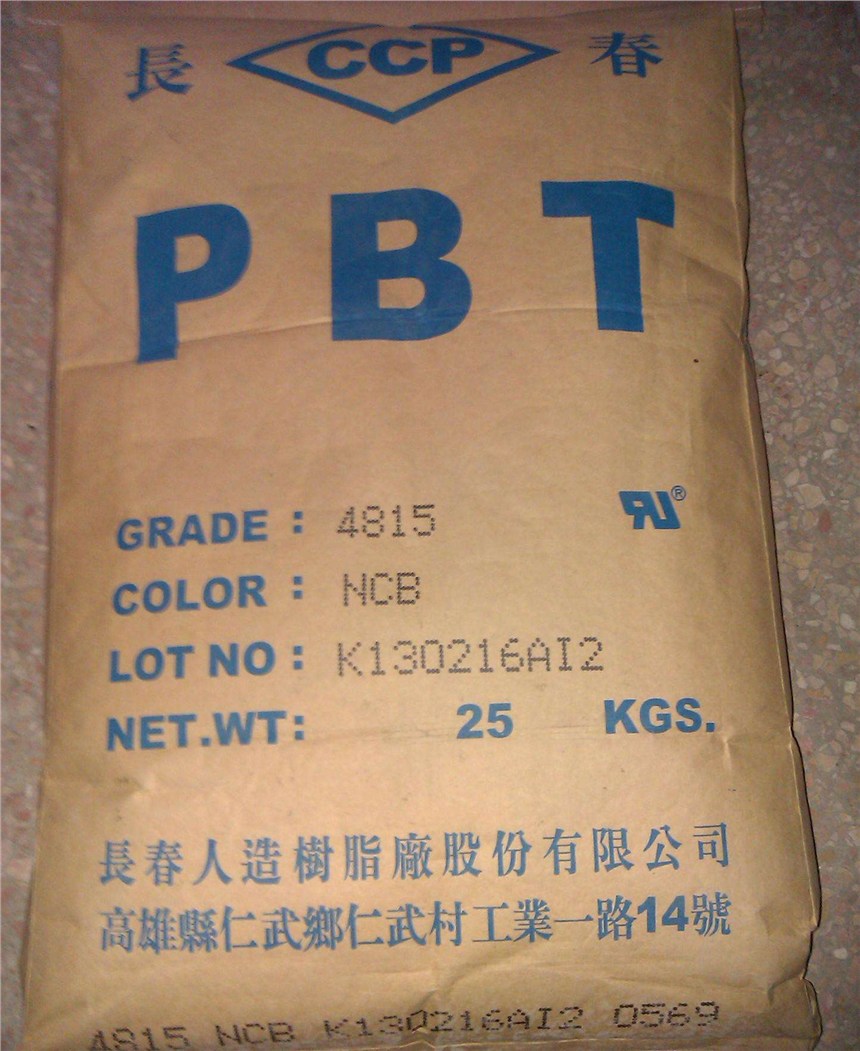 長 CCP 春
PBT
GRADE : 4815 RU®
COLOR : NCB
LOT NO : K130216AI2
NET.WT: 25 KGS.
長春人造樹脂廠股份有限公司
高雄縣仁武鄉仁武村工業一路14號
4815 NCB K130216AI2 0569